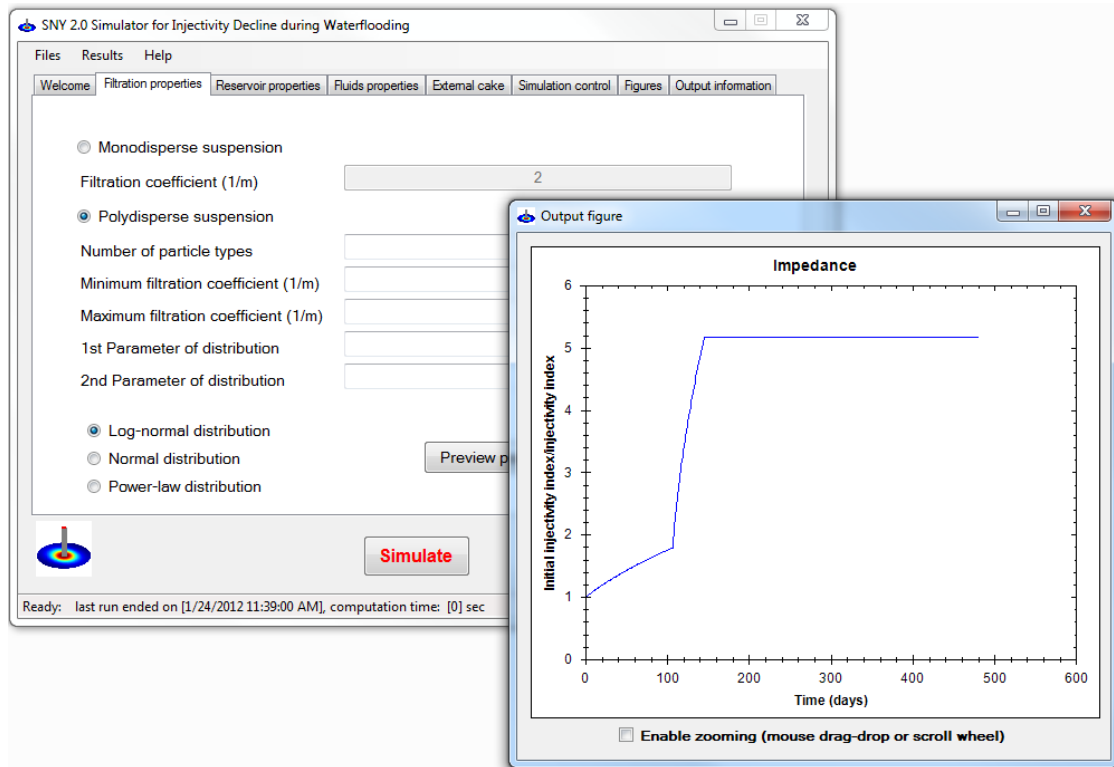 SNY 2.0 Simulator for Injectivity Decline during Waterflooding
Files Results Help
Welcome Filtration properties Reservoir properties Fluids properties External cake Simulation control Figures Output information
Monodisperse suspension
Filtration coefficient (1/m) 2
Polydisperse suspension
Number of particle types
Minimum filtration coefficient (1/m)
Maximum filtration coefficient (1/m)
1st Parameter of distribution
2nd Parameter of distribution
Log-normal distribution
Normal distribution
Power-law distribution
Preview p
Simulate
Ready: last run ended on [1/24/2012 11:39:00 AM], computation time: [0] sec
Output figure
Impedance
Initial injectivity index/injectivity index
6
5
4
3
2
1
0
0 100 200 300 400 500 600
Time (days)
Enable zooming (mouse drag-drop or scroll wheel)